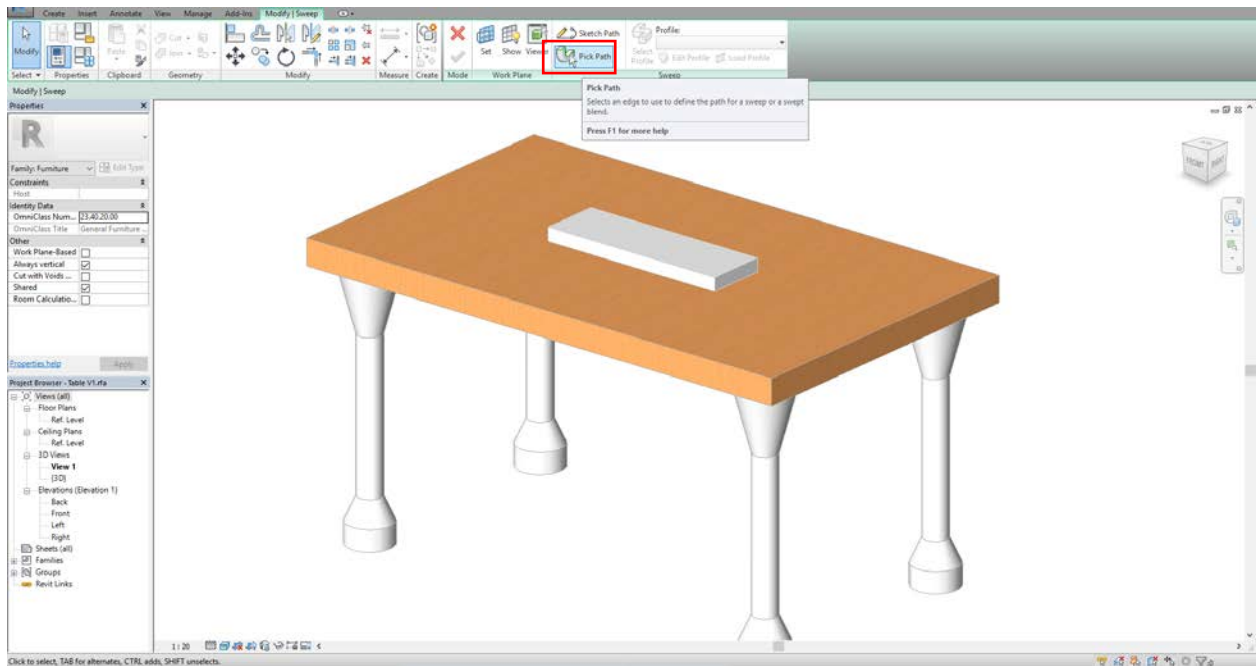 Create Insert Annotate View Manage Add-Ins Modify | Sweep
Modify
Paste
Cut
Join
Set Show Viewer
Sketch Path
Pick Path
Profile:
Select Profile
Edit Profile
Load Profile
Select Properties Clipboard Geometry Modify Measure Create Mode Work Plane Sweep
Modify | Sweep
Pick Path
Selects an edge to use to define the path for a sweep or a swept
blend.
Press F1 for more help
Properties
R
Family: Furniture
Edit Type
Constraints
Host
Identity Data
OmniClass Num... 23.40.20.00
OmniClass Title General Furniture ...
Other
Work Plane-Based
Always vertical
Cut with Voids ...
Shared
Room Calculatio...
Properties help
Apply
Project Browser - Table V1.rfa
Views (all)
Floor Plans
Ref. Level
Ceiling Plans
Ref. Level
3D Views
View 1
{3D}
Elevations (Elevation 1)
Back
Front
Left
Right
Sheets (all)
Families
Groups
Revit Links
FRONT
1 : 20
Click to select, TAB for alternates, CTRL adds, SHIFT unselects.